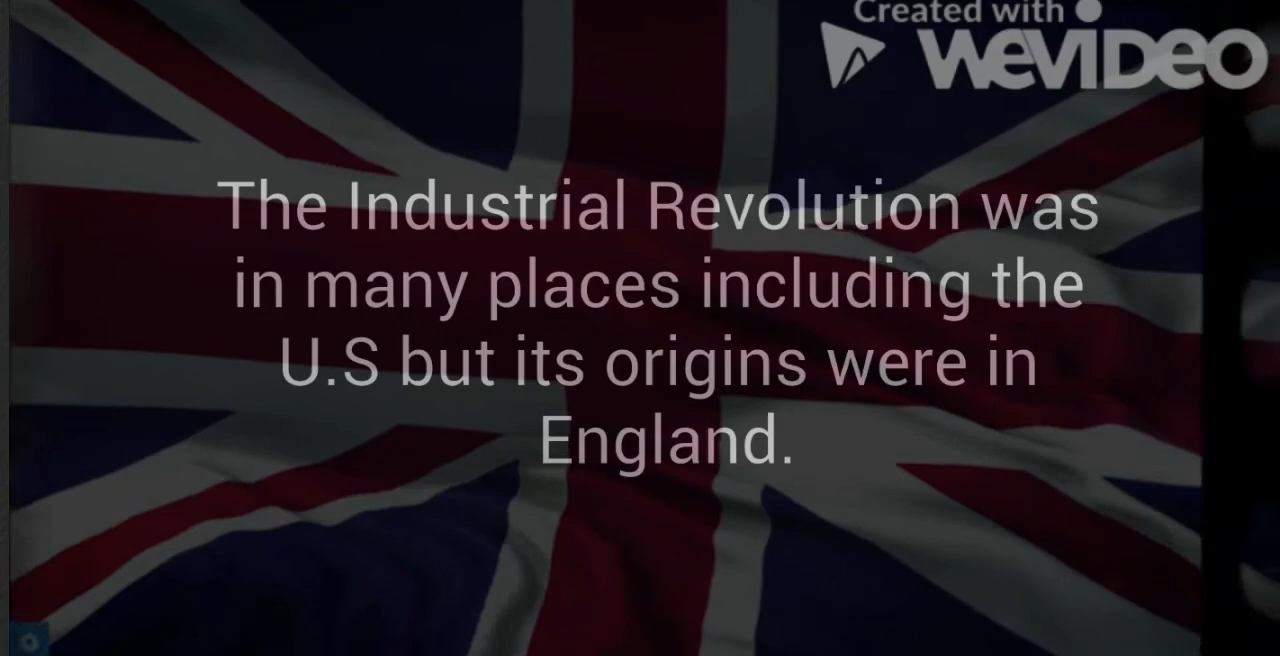 Created with
WeVIDEO
The Industrial Revolution was
in many places including the
U.S but its origins were in
England.